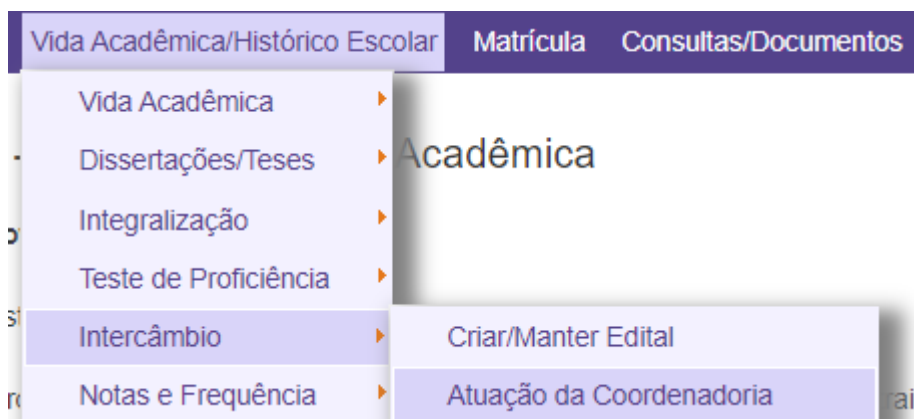 Vida Acadêmica/Histórico Escolar Matrícula Consultas/Documentos
Vida Acadêmica
Acadêmica
Dissertações/Teses
Integralização
Teste de Proficiência
Intercâmbio
Criar/Manter Edital
Notas e Frequência
Atuação da Coordenadoria